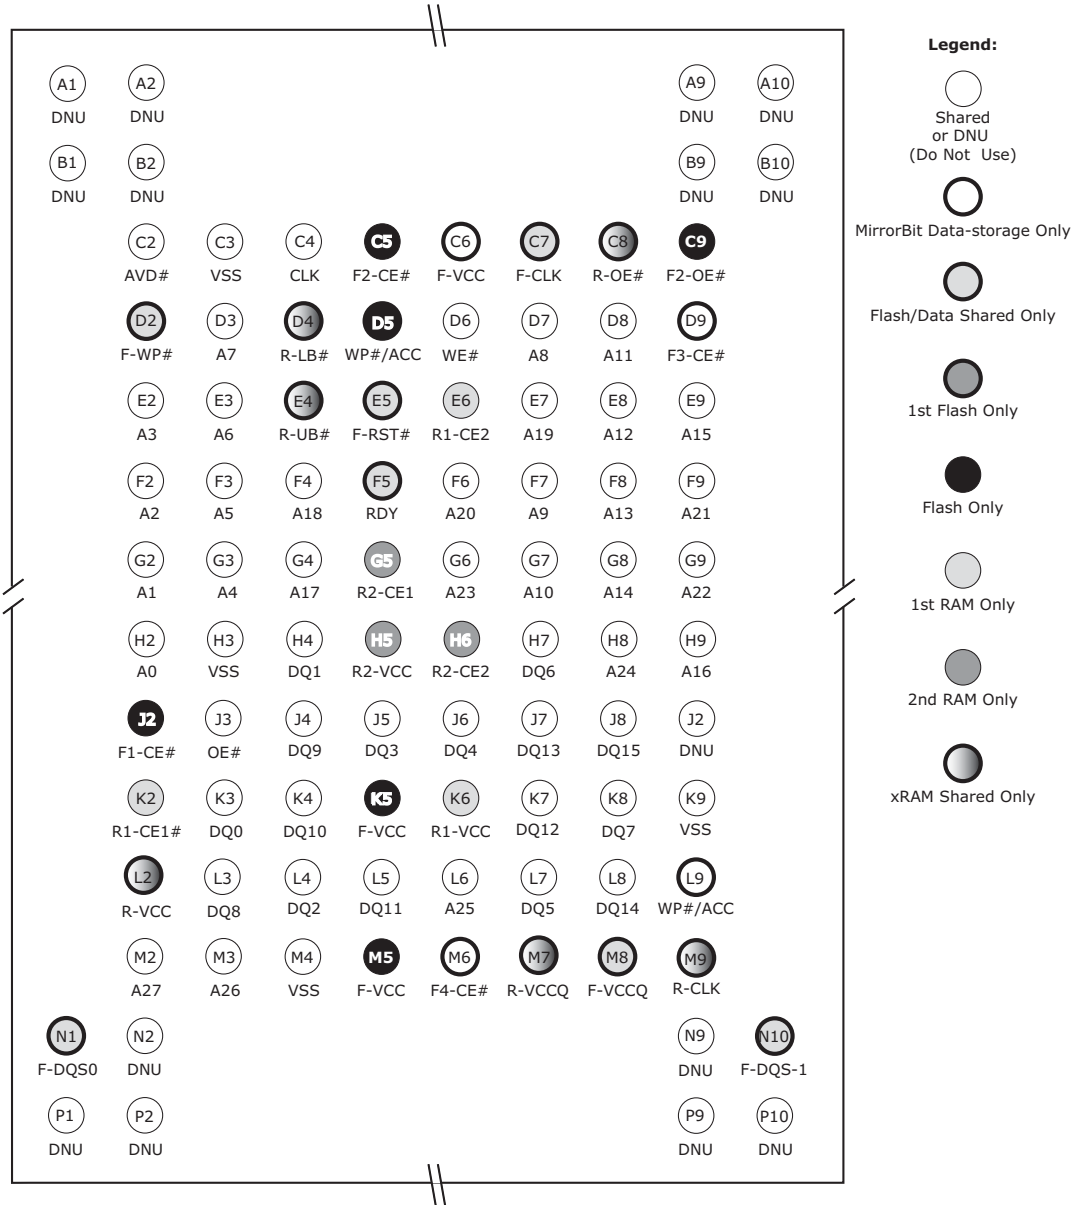 Legend:
A1 A2 A9 A10
DNU DNU DNU DNU
Shared
or DNU
(Do Not Use)
B1 B2 B9 B10
DNU DNU DNU DNU
MirrorBit Data-storage Only
C2 C3 C4 C5 C6 C7 C8 C9
AVD# VSS CLK F2-CE# F-VCC F-CLK R-OE# F2-OE#
Flash/Data Shared Only
D2 D3 D4 D5 D6 D7 D8 D9
F-WP# A7 R-LB# WP#/ACC WE# A8 A11 F3-CE#
1st Flash Only
E2 E3 E4 E5 E6 E7 E8 E9
A3 A6 R-UB# F-RST# R1-CE2 A19 A12 A15
Flash Only
F2 F3 F4 F5 F6 F7 F8 F9
A2 A5 A18 RDY A20 A9 A13 A21
1st RAM Only
G2 G3 G4 G5 G6 G7 G8 G9
A1 A4 A17 R2-CE1 A23 A10 A14 A22
2nd RAM Only
H2 H3 H4 H5 H6 H7 H8 H9
A0 VSS DQ1 R2-VCC R2-CE2 DQ6 A24 A16
xRAM Shared Only
J2 J3 J4 J5 J6 J7 J8 J2
F1-CE# OE# DQ9 DQ3 DQ4 DQ13 DQ15 DNU
K2 K3 K4 K5 K6 K7 K8 K9
R1-CE1# DQ0 DQ10 F-VCC R1-VCC DQ12 DQ7 VSS
L2 L3 L4 L5 L6 L7 L8 L9
R-VCC DQ8 DQ2 DQ11 A25 DQ5 DQ14 WP#/ACC
M2 M3 M4 M5 M6 M7 M8 M9
A27 A26 VSS F-VCC F4-CE# R-VCCQ F-VCCQ R-CLK
N1 N2 N9 N10
F-DQS0 DNU DNU F-DQS-1
P1 P2 P9 P10
DNU DNU DNU DNU